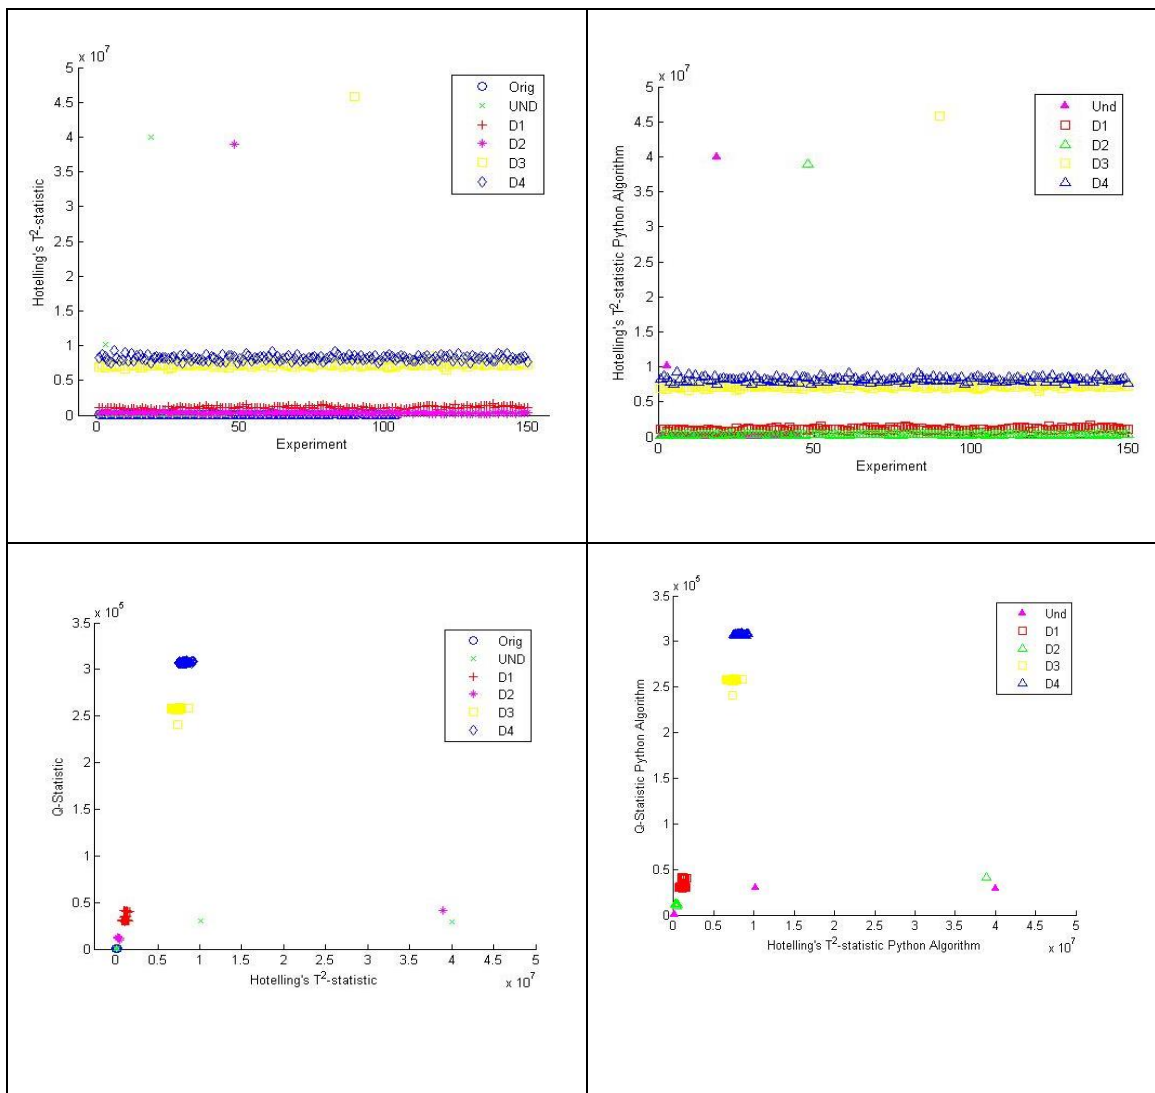 x 10^7
5
4.5
4
3.5
3
2.5
2
1.5
1
0.5
0
0
50
100
150
Hotelling's T^2-statistic
Experiment
Orig
UND
D1
D2
D3
D4
x 10^7
5
4.5
4
3.5
3
2.5
2
1.5
1
0.5
0
0
50
100
150
Hotelling's T^2-statistic Python Algorithm
Experiment
Und
D1
D2
D3
D4
x 10^5
3.5
3
2.5
2
1.5
1
0.5
0
0
0.5
1
1.5
2
2.5
3
3.5
4
4.5
5
x 10^7
Q-Statistic
Hotelling's T^2-statistic
Orig
UND
D1
D2
D3
D4
x 10^5
3.5
3
2.5
2
1.5
1
0.5
0
0
0.5
1
1.5
2
2.5
3
3.5
4
4.5
5
x 10^7
Q-Statistic Python Algorithm
Hotelling's T^2-statistic Python Algorithm
Und
D1
D2
D3
D4